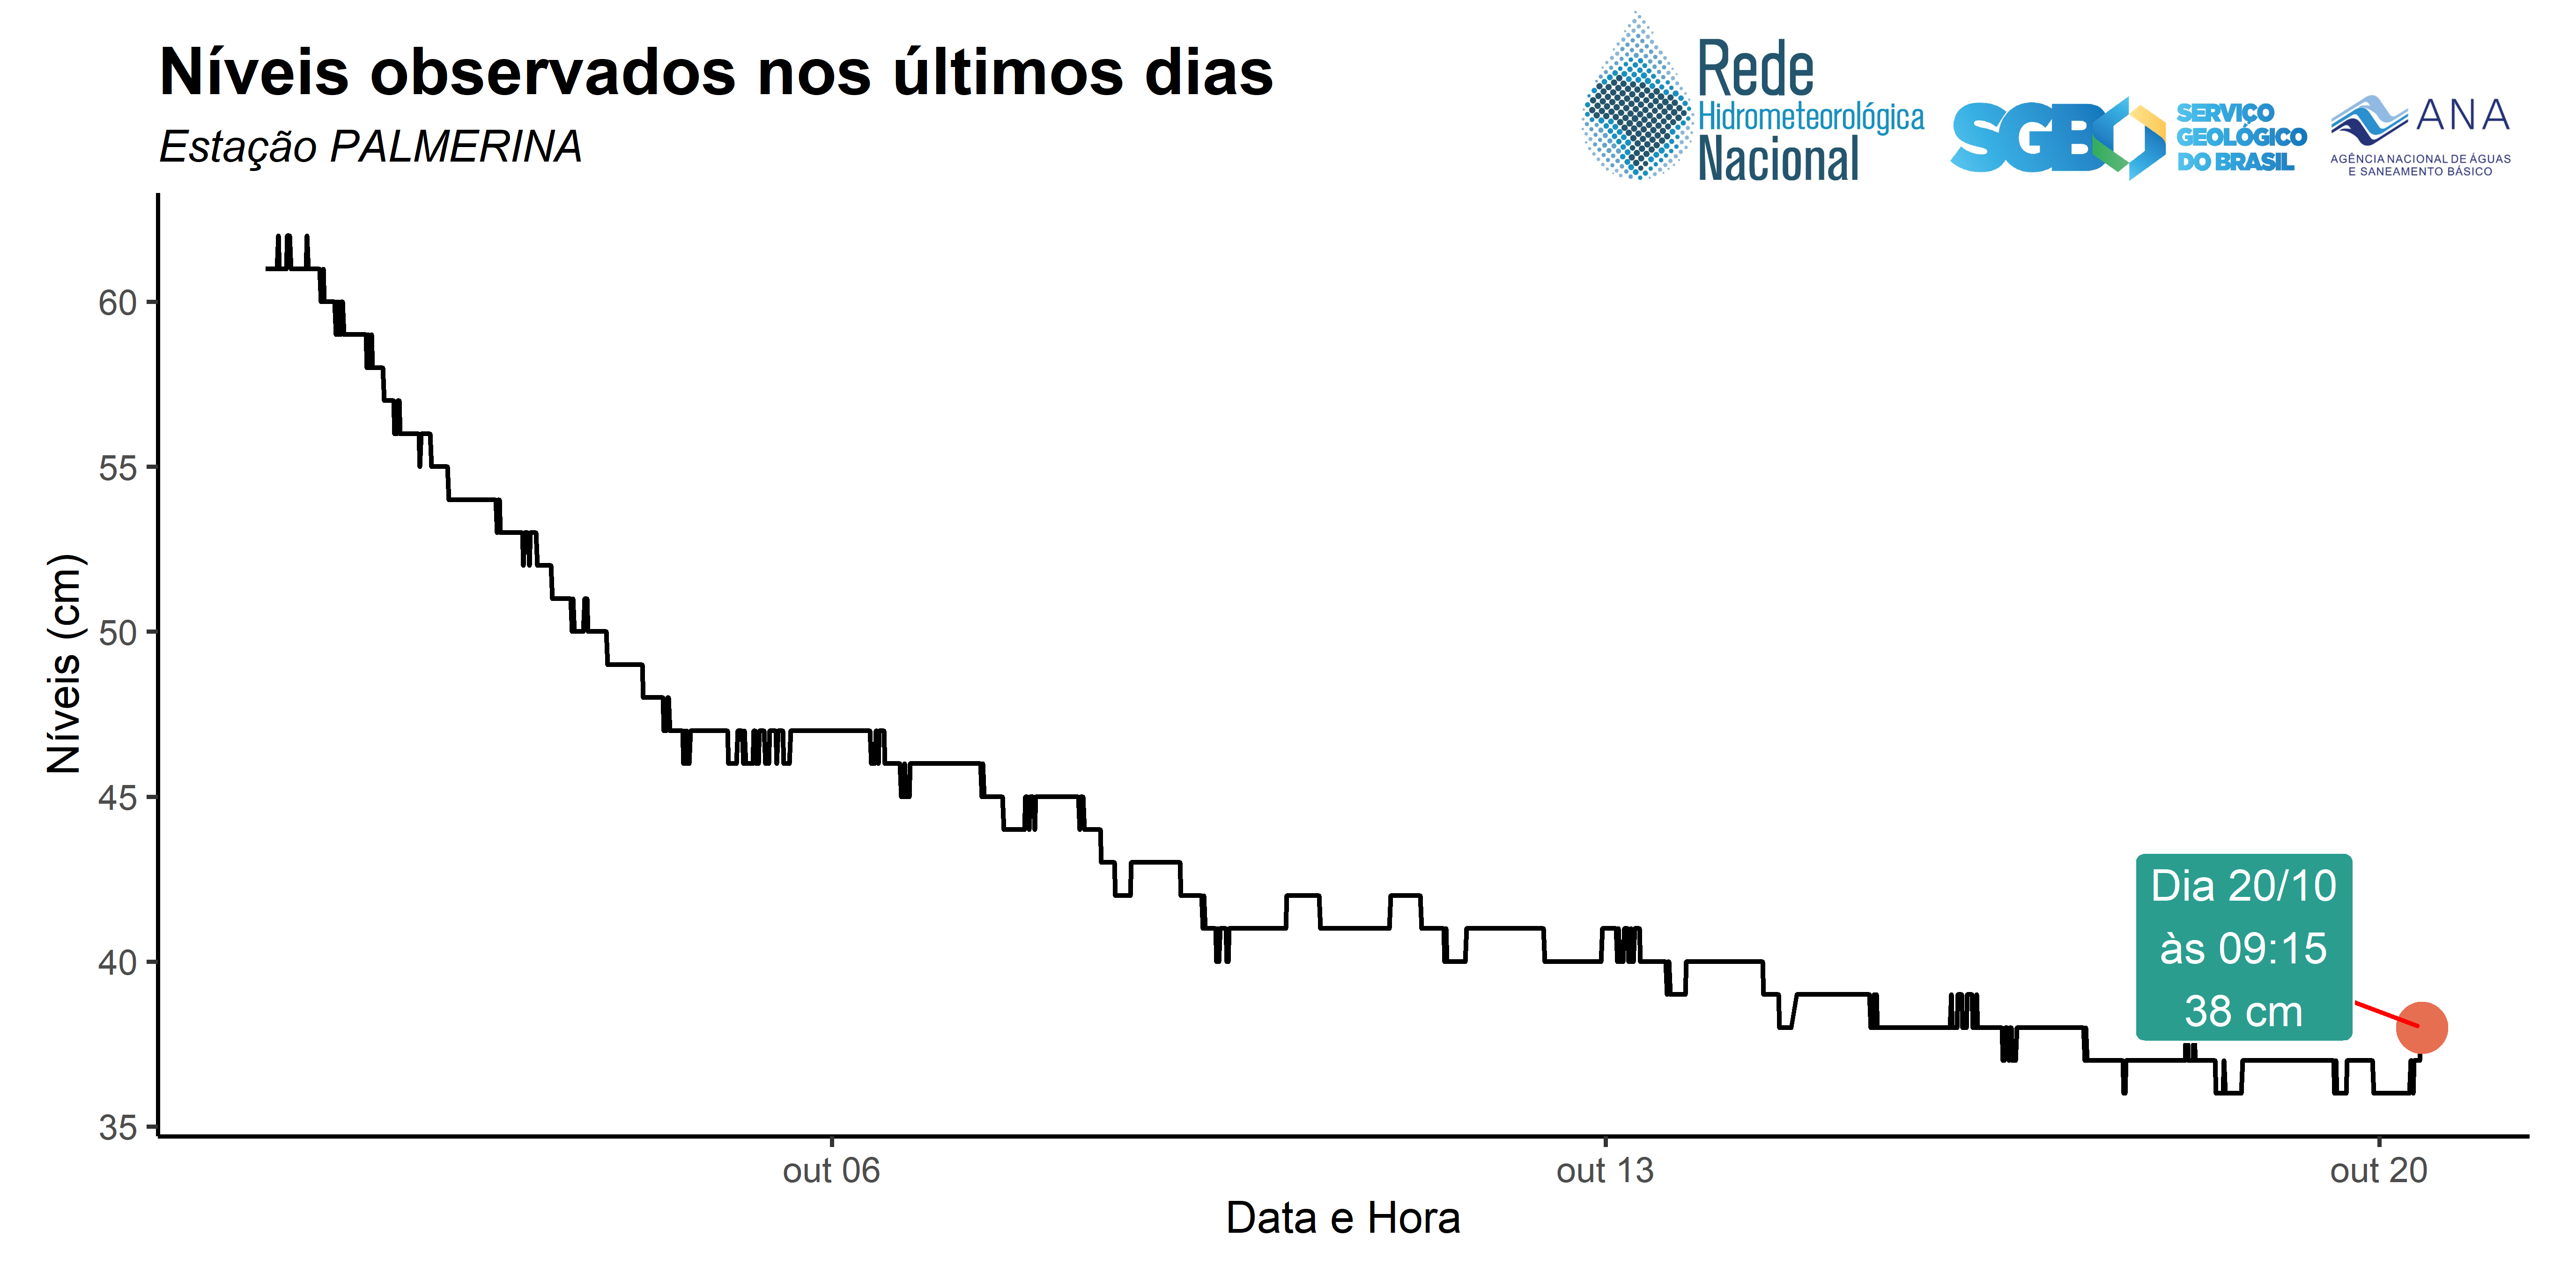 Níveis observados nos últimos dias
Estação PALMERINA
Rede
Hidrometeorológica
Nacional
SGB
SERVIÇO
GEOLÓGICO
DO BRASIL
ANA
AGÊNCIA NACIONAL DE ÁGUAS
E SANEAMENTO BÁSICO
Níveis (cm)
60
55
50
45
40
35
Dia 20/10
às 09:15
38 cm
out 06
out 13
out 20
Data e Hora